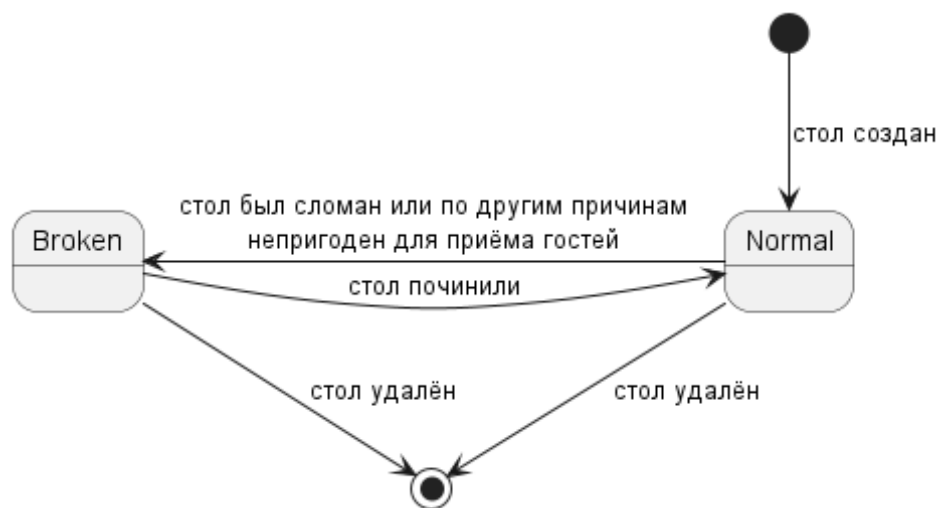 стол создан
стол был сломан или по другим причинам
непригоден для приёма гостей
Broken
Normal
стол починили
стол удалён
стол удалён